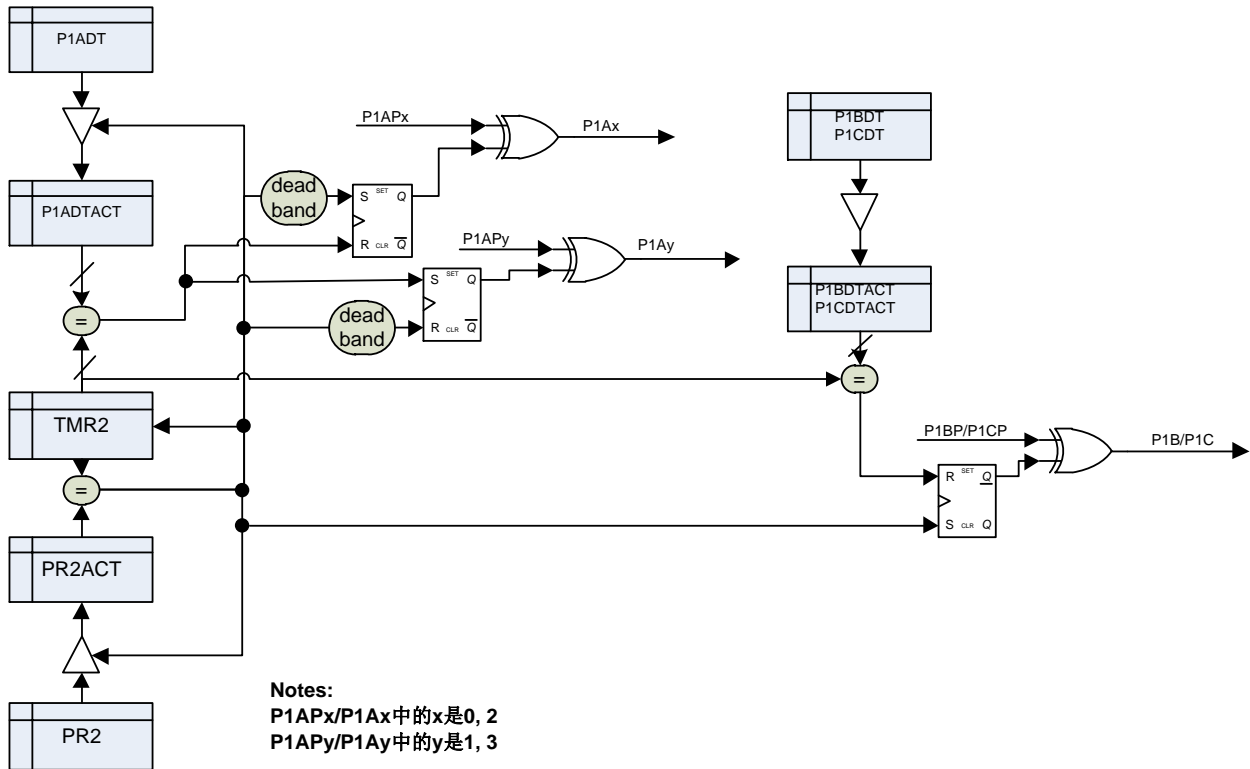 P1ADT
P1ADTACT
=
TMR2
=
PR2ACT
PR2
P1APx
P1Ax
dead
band
S SET Q
R CLR Q
P1APy
P1Ay
S SET Q
dead
band
R CLR Q
P1BDT
P1CDT
P1BDTACT
P1CDTACT
=
P1BP/P1CP
P1B/P1C
R SET Q
S CLR Q
Notes:
P1APx/P1Ax中的x是0, 2
P1APy/P1Ay中的y是1, 3